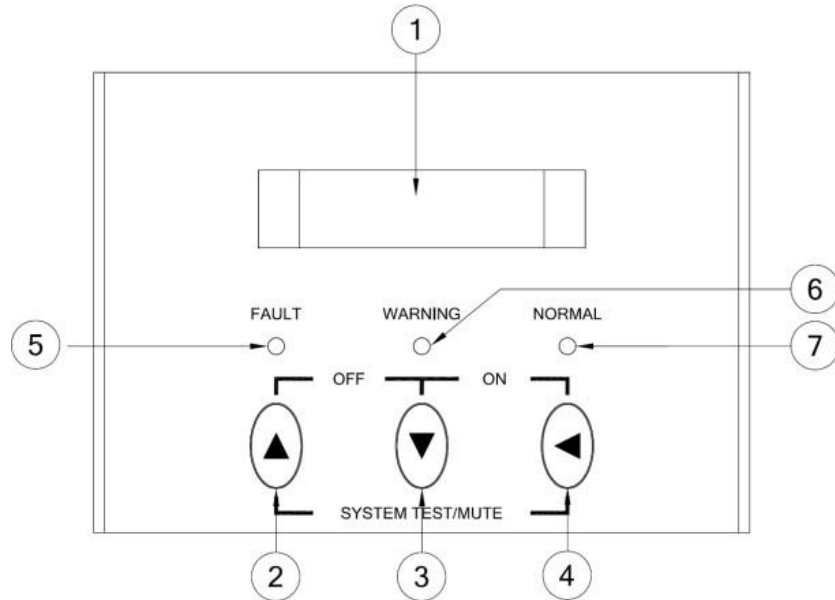 1
6
FAULT WARNING NORMAL
5 7
OFF ON
SYSTEM TEST/MUTE
2 3 4